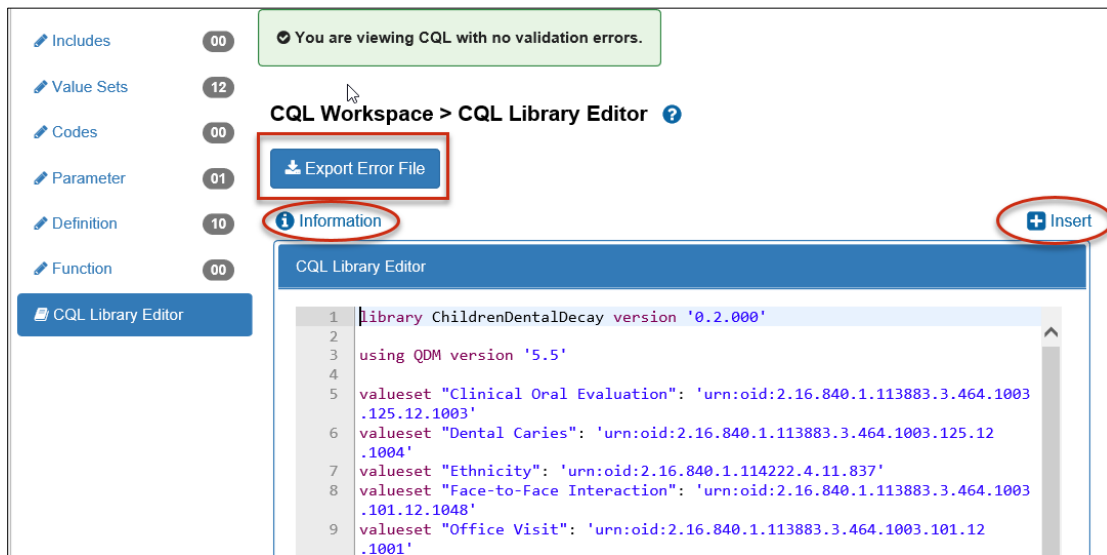 Includes 00
Value Sets 12
Codes 00
Parameter 01
Definition 10
Function 00
CQL Library Editor
You are viewing CQL with no validation errors.
CQL Workspace > CQL Library Editor ?
Export Error File
Information
Insert
CQL Library Editor
1 library ChildrenDentalDecay version '0.2.000'
2
3 using QDM version '5.5'
4
5 valueset "Clinical Oral Evaluation": 'urn:oid:2.16.840.1.113883.3.464.1003
.125.12.1003'
6 valueset "Dental Caries": 'urn:oid:2.16.840.1.113883.3.464.1003.125.12
.1004'
7 valueset "Ethnicity": 'urn:oid:2.16.840.1.114222.4.11.837'
8 valueset "Face-to-Face Interaction": 'urn:oid:2.16.840.1.113883.3.464.1003
.101.12.1048'
9 valueset "Office Visit": 'urn:oid:2.16.840.1.113883.3.464.1003.101.12
.1001'